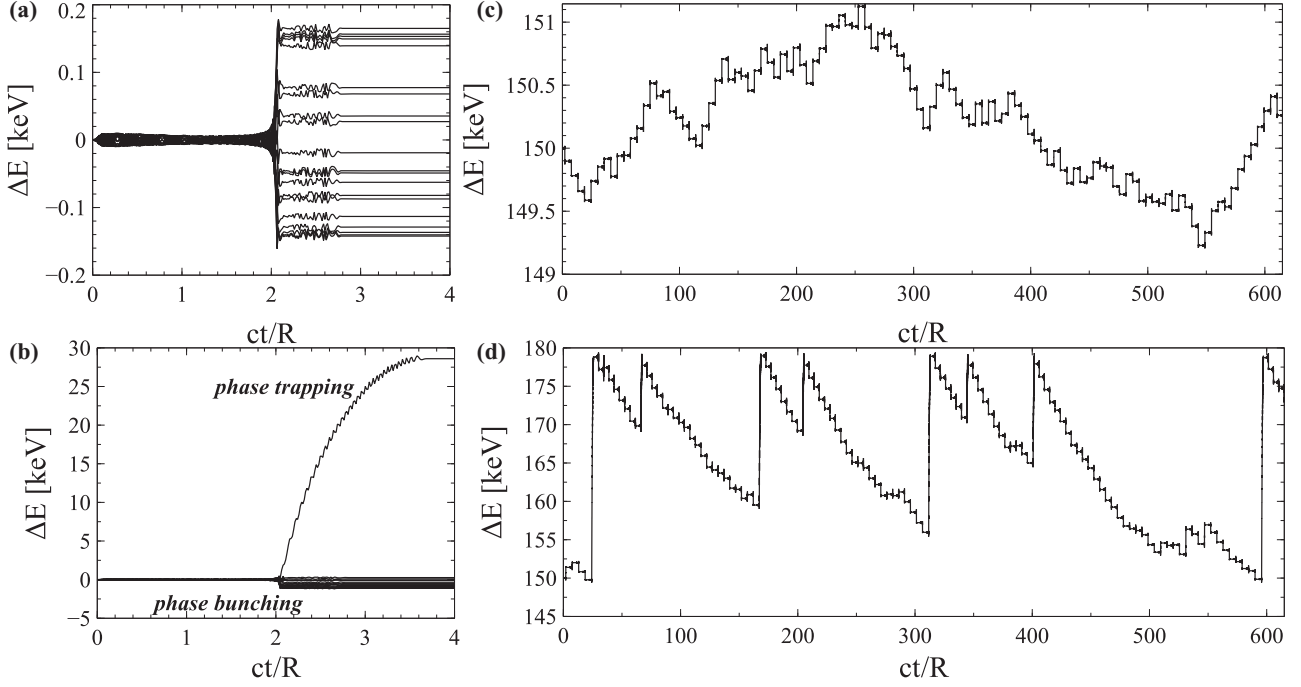 (a)
0.2
0.1
0
−0.1
−0.2
ΔE [keV]
0 1 2 3 4
ct/R
(c)
151
150.5
150
149.5
149
ΔE [keV]
0 100 200 300 400 500 600
ct/R
(b)
30
25
20
15
10
5
0
−5
ΔE [keV]
phase trapping
phase bunching
0 1 2 3 4
ct/R
(d)
180
175
170
165
160
155
150
145
ΔE [keV]
0 100 200 300 400 500 600
ct/R